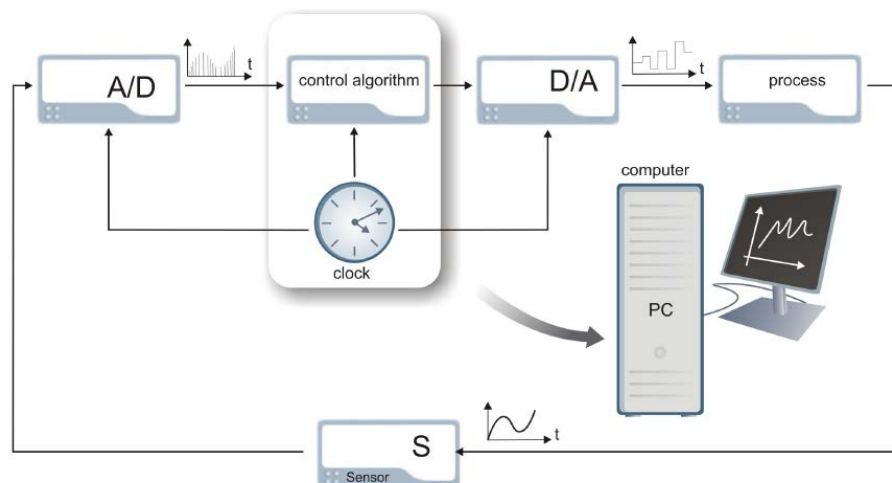 A/D
t
control algorithm
D/A
t
process
clock
computer
PC
S
Sensor
t